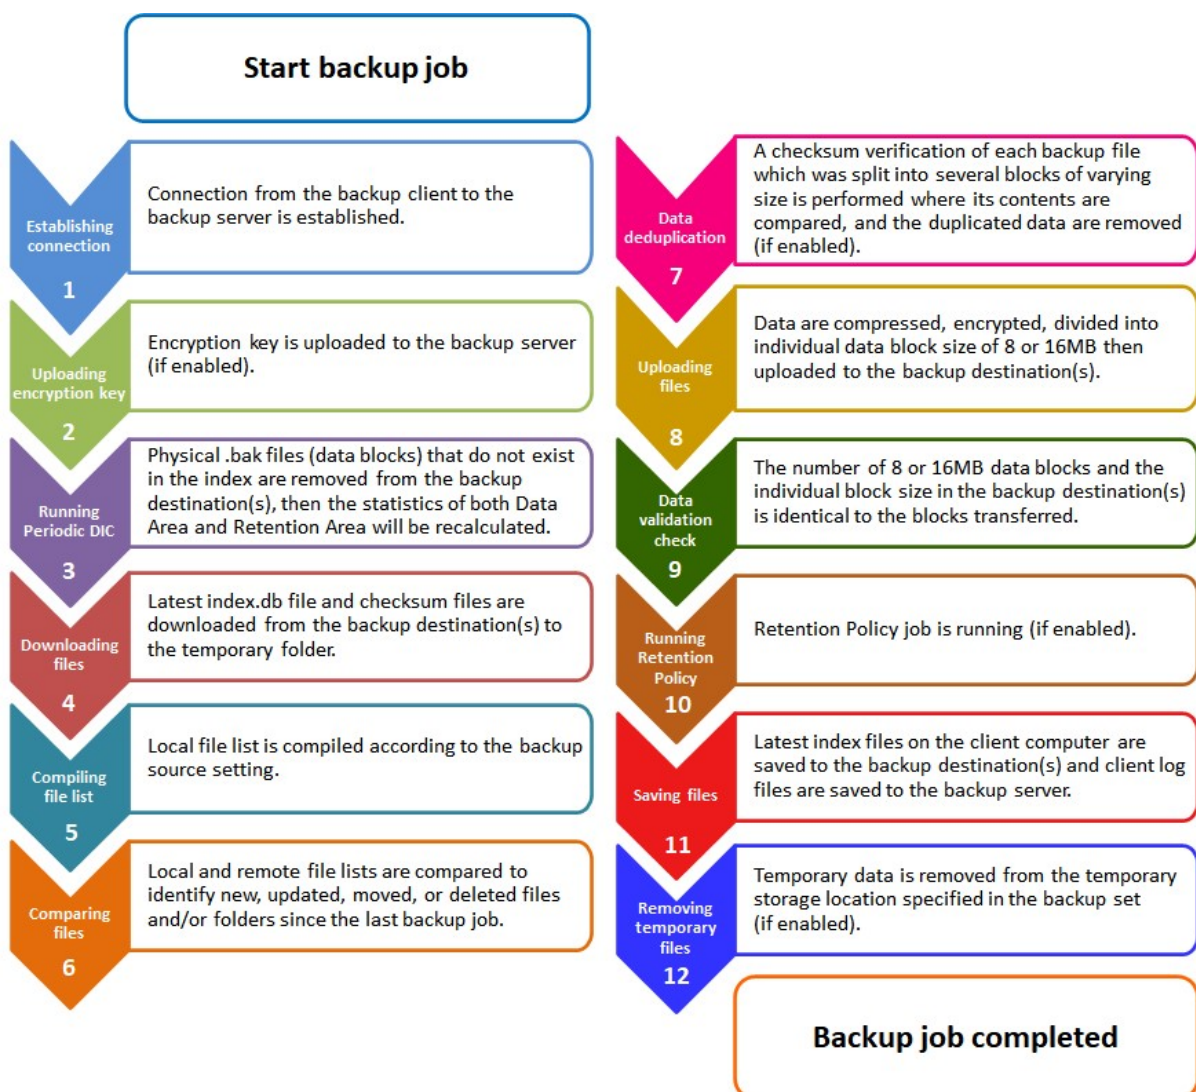 Start backup job
Establishing
connection
1
Connection from the backup client to the
backup server is established.
Uploading
encryption key
2
Encryption key is uploaded to the backup server
(if enabled).
Running
Periodic DIC
3
Physical .bak files (data blocks) that do not exist
in the index are removed from the backup
destination(s), then the statistics of both Data
Area and Retention Area will be recalculated.
Downloading
files
4
Latest index.db file and checksum files are
downloaded from the backup destination(s) to
the temporary folder.
Compiling
file list
5
Local file list is compiled according to the backup
source setting.
Comparing
files
6
Local and remote file lists are compared to
identify new, updated, moved, or deleted files
and/or folders since the last backup job.
Data
deduplication
7
A checksum verification of each backup file
which was split into several blocks of varying
size is performed where its contents are
compared, and the duplicated data are removed
(if enabled).
Uploading
files
8
Data are compressed, encrypted, divided into
individual data block size of 8 or 16MB then
uploaded to the backup destination(s).
Data
validation
check
9
The number of 8 or 16MB data blocks and the
individual block size in the backup destination(s)
is identical to the blocks transferred.
Running
Retention
Policy
10
Retention Policy job is running (if enabled).
Saving files
11
Latest index files on the client computer are
saved to the backup destination(s) and client log
files are saved to the backup server.
Removing
temporary
files
12
Temporary data is removed from the temporary
storage location specified in the backup set
(if enabled).
Backup job completed